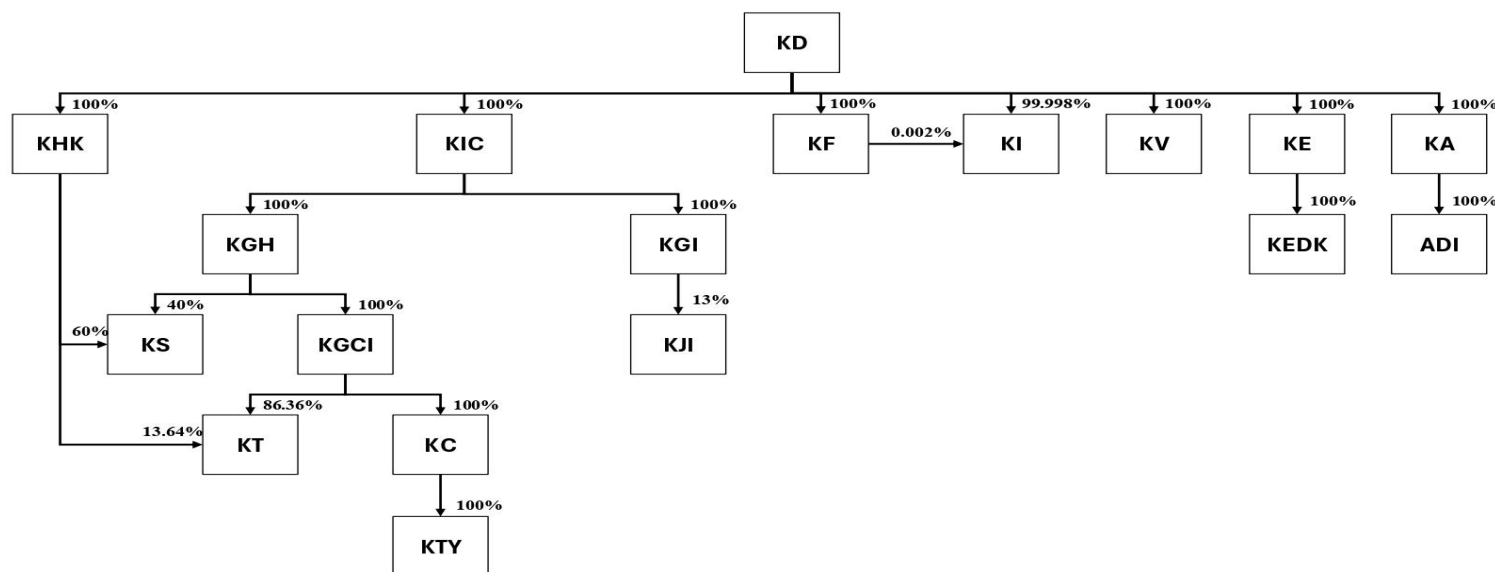 KD
100%
100%
100%
99.998%
100%
100%
100%
KHK
KIC
KF
0.002%
KI
KV
KE
KA
100%
100%
100%
100%
KGH
KGI
KEDK
ADI
40%
100%
13%
60%
KS
KGCI
KJI
86.36%
100%
13.64%
KT
KC
100%
KTY